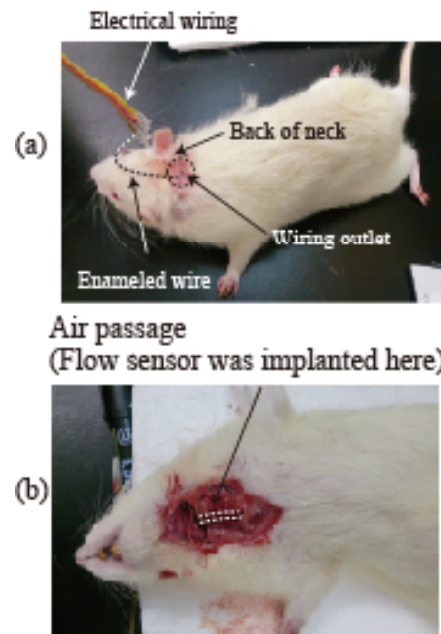 Electrical wiring
(a)
Back of neck
Wiring outlet
Enameled wire
Air passage
(Flow sensor was implanted here)
(b)